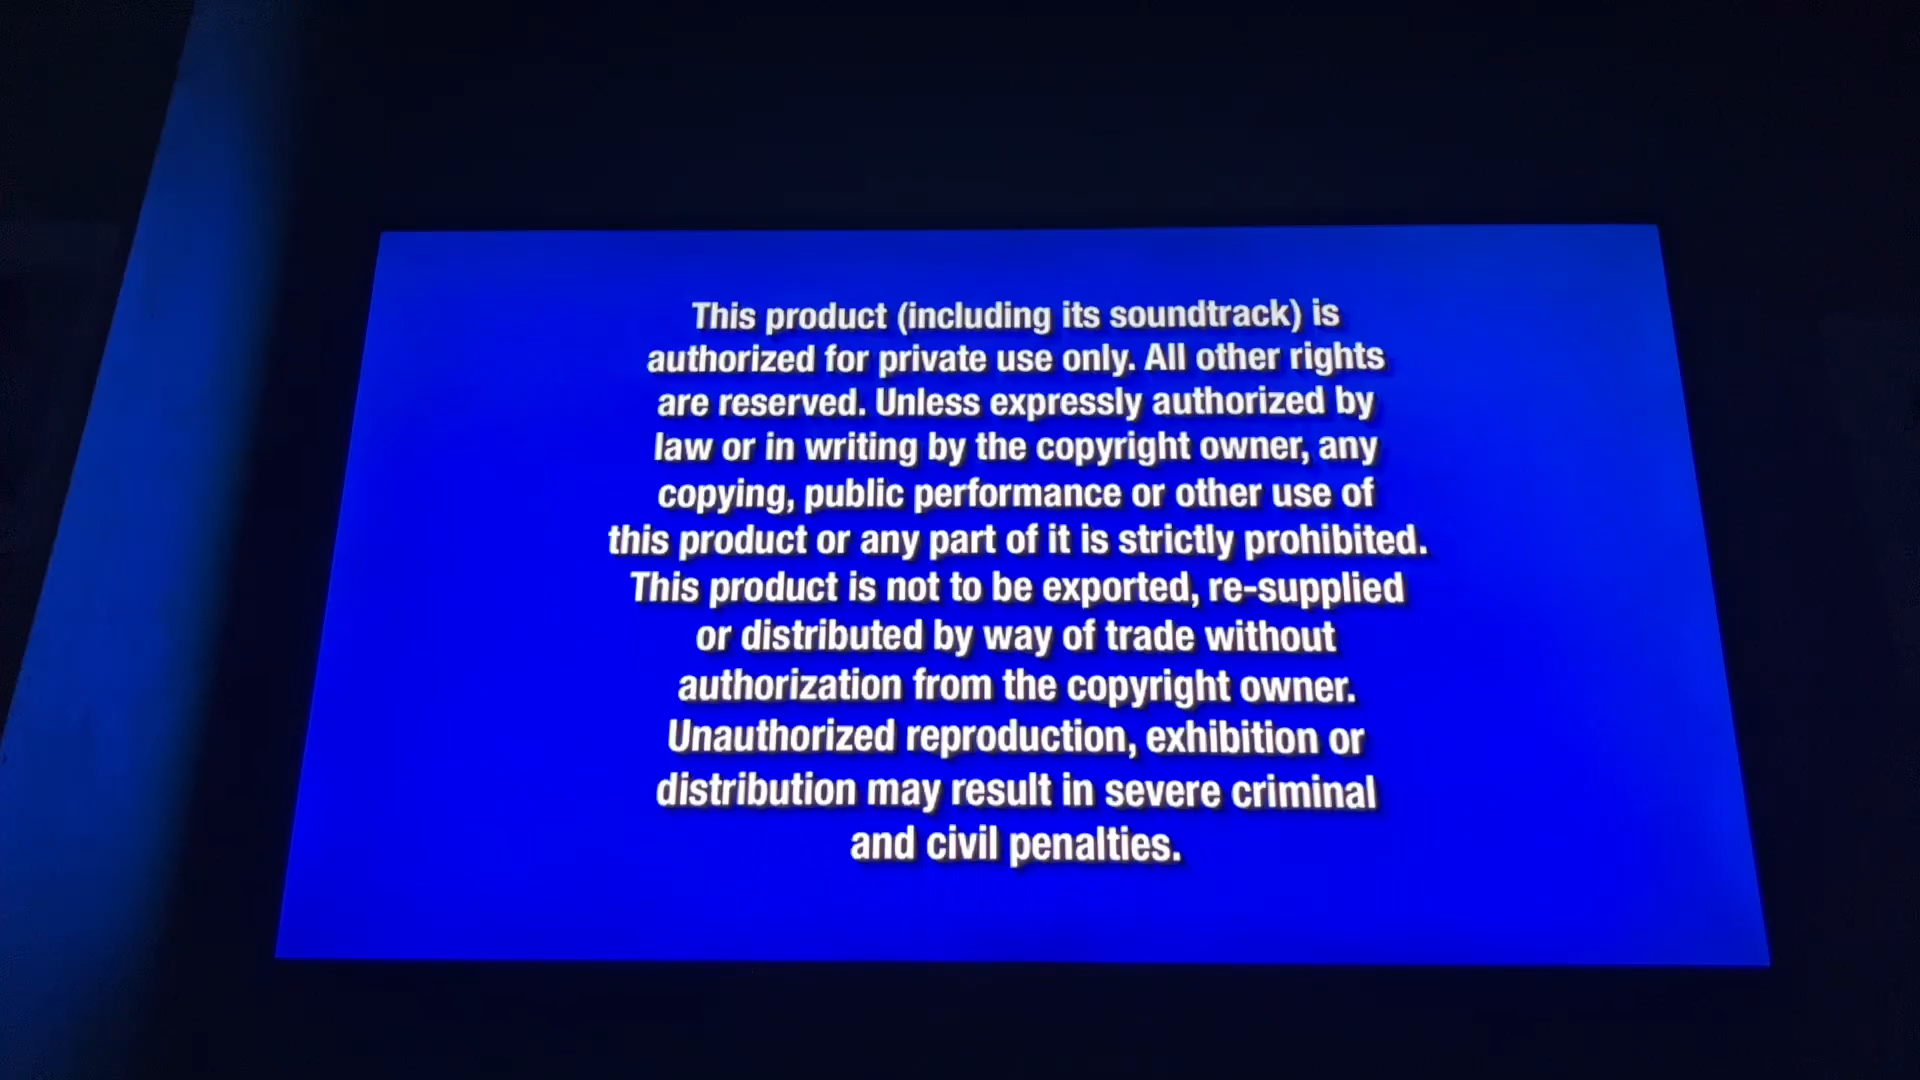 This product (including its soundtrack) is
authorized for private use only. All other rights
are reserved. Unless expressly authorized by
law or in writing by the copyright owner, any
copying, public performance or other use of
this product or any part of it is strictly prohibited.
This product is not to be exported, re-supplied
or distributed by way of trade without
authorization from the copyright owner.
Unauthorized reproduction, exhibition or
distribution may result in severe criminal
and civil penalties.